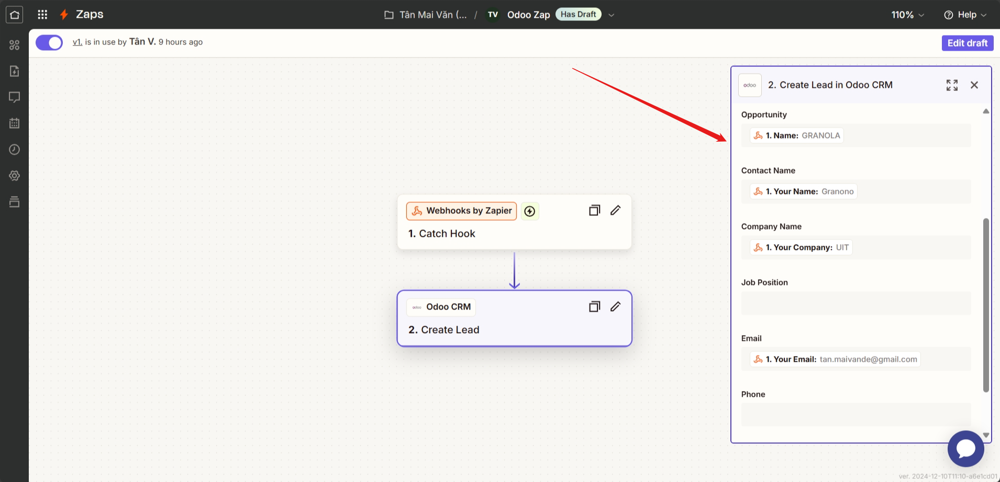 Zaps
Tân Mai Văn (... / TV Odoo Zap Has Draft
110%
Help
v1. is in use by Tân V. 9 hours ago
Edit draft
Webhooks by Zapier
1. Catch Hook
odoo Odoo CRM
2. Create Lead
odoo 2. Create Lead in Odoo CRM
Opportunity
1. Name: GRANOLA
Contact Name
1. Your Name: Granono
Company Name
1. Your Company: UIT
Job Position
Email
1. Your Email: tan.maivande@gmail.com
Phone
ver. 2024-12-10T11:10-a6e1cd01